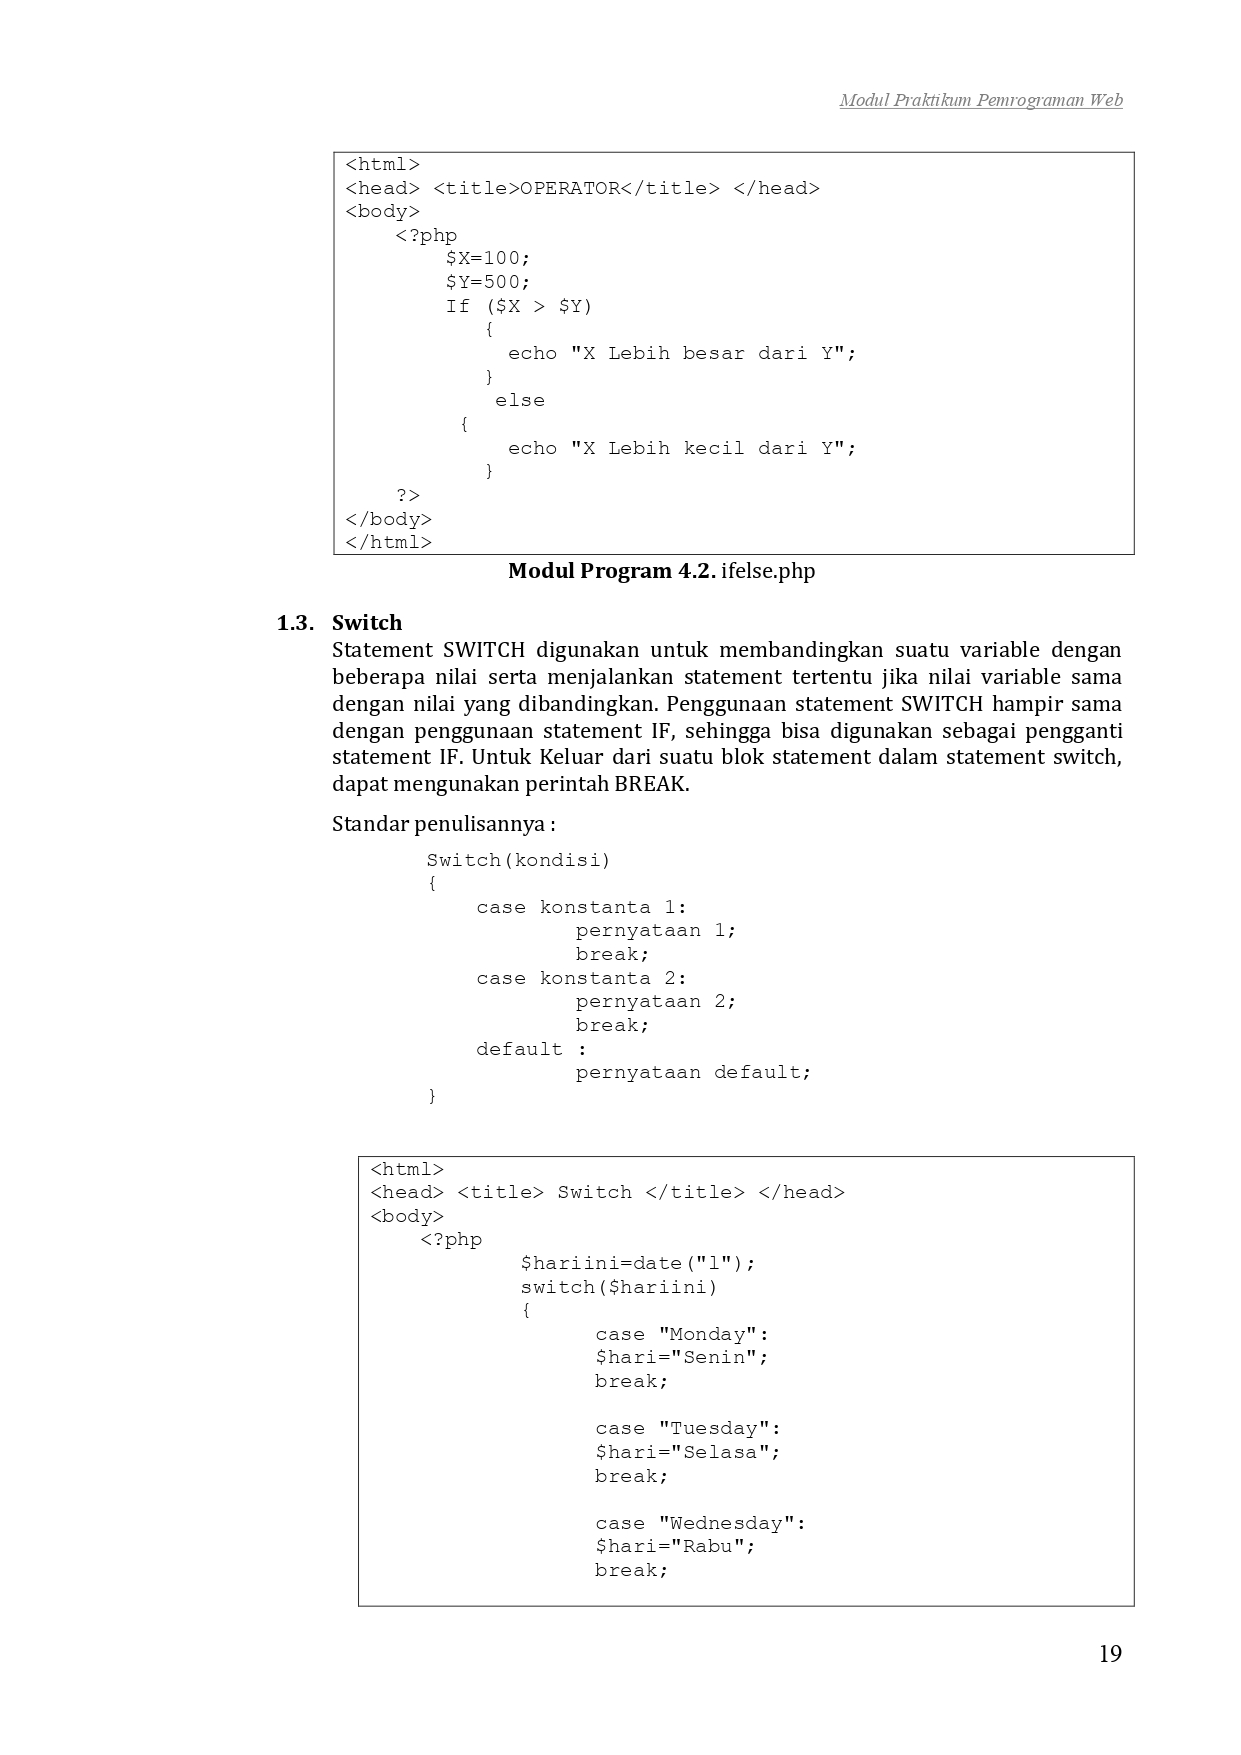 Modul Praktikum Pemrograman Web
<html>
<head> <title>OPERATOR</title> </head>
<body>
<?php
$X=100;
$Y=500;
If ($X > $Y)
{
echo "X Lebih besar dari Y";
}
else
{
echo "X Lebih kecil dari Y";
}
?>
</body>
</html>
Modul Program 4.2. ifelse.php
1.3. Switch
Statement SWITCH digunakan untuk membandingkan suatu variable dengan
beberapa nilai serta menjalankan statement tertentu jika nilai variable sama
dengan nilai yang dibandingkan. Penggunaan statement SWITCH hampir sama
dengan penggunaan statement IF, sehingga bisa digunakan sebagai pengganti
statement IF. Untuk Keluar dari suatu blok statement dalam statement switch,
dapat mengunakan perintah BREAK.
Standar penulisannya :
Switch(kondisi)
{
case konstanta 1:
pernyataan 1;
break;
case konstanta 2:
pernyataan 2;
break;
default :
pernyataan default;
}
<html>
<head> <title> Switch </title> </head>
<body>
<?php
$hariini=date("l");
switch($hariini)
{
case "Monday":
$hari="Senin";
break;
case "Tuesday":
$hari="Selasa";
break;
case "Wednesday":
$hari="Rabu";
break;
19